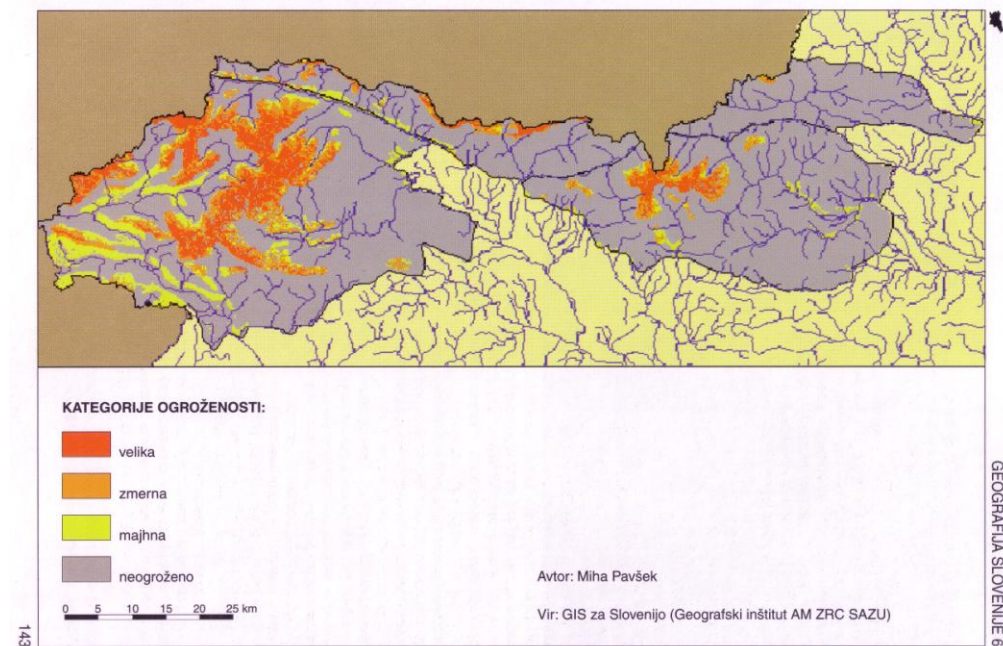 KATEGORIJE OGROŽENOSTI:
velika
zmerna
majhna
neogroženo
0 5 10 15 20 25 km
Avtor: Miha Pavšek
Vir: GIS za Slovenijo (Geografski inštitut AM ZRC SAZU)
GEOGRAFIJA SLOVENIJE 6
143